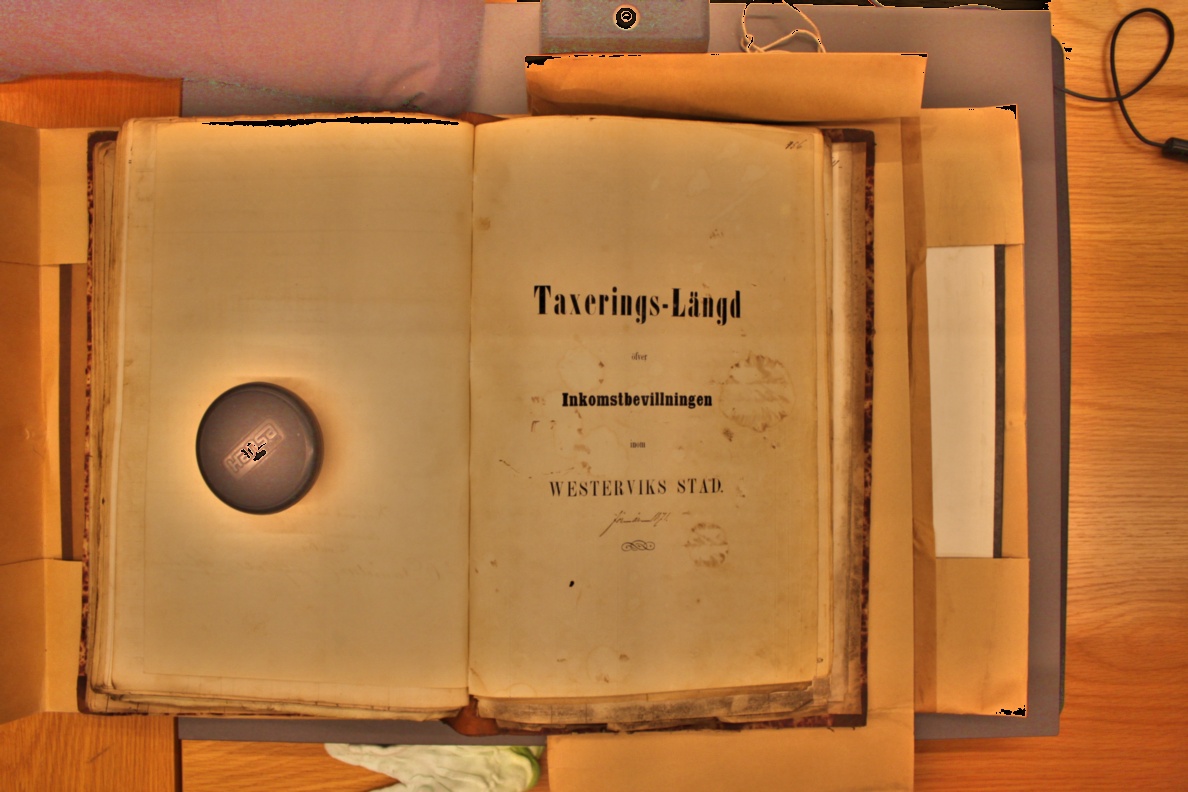 Taxerings-Längd
öfver
Inkomstbevillningen
inom
WESTERVIKS STAD.